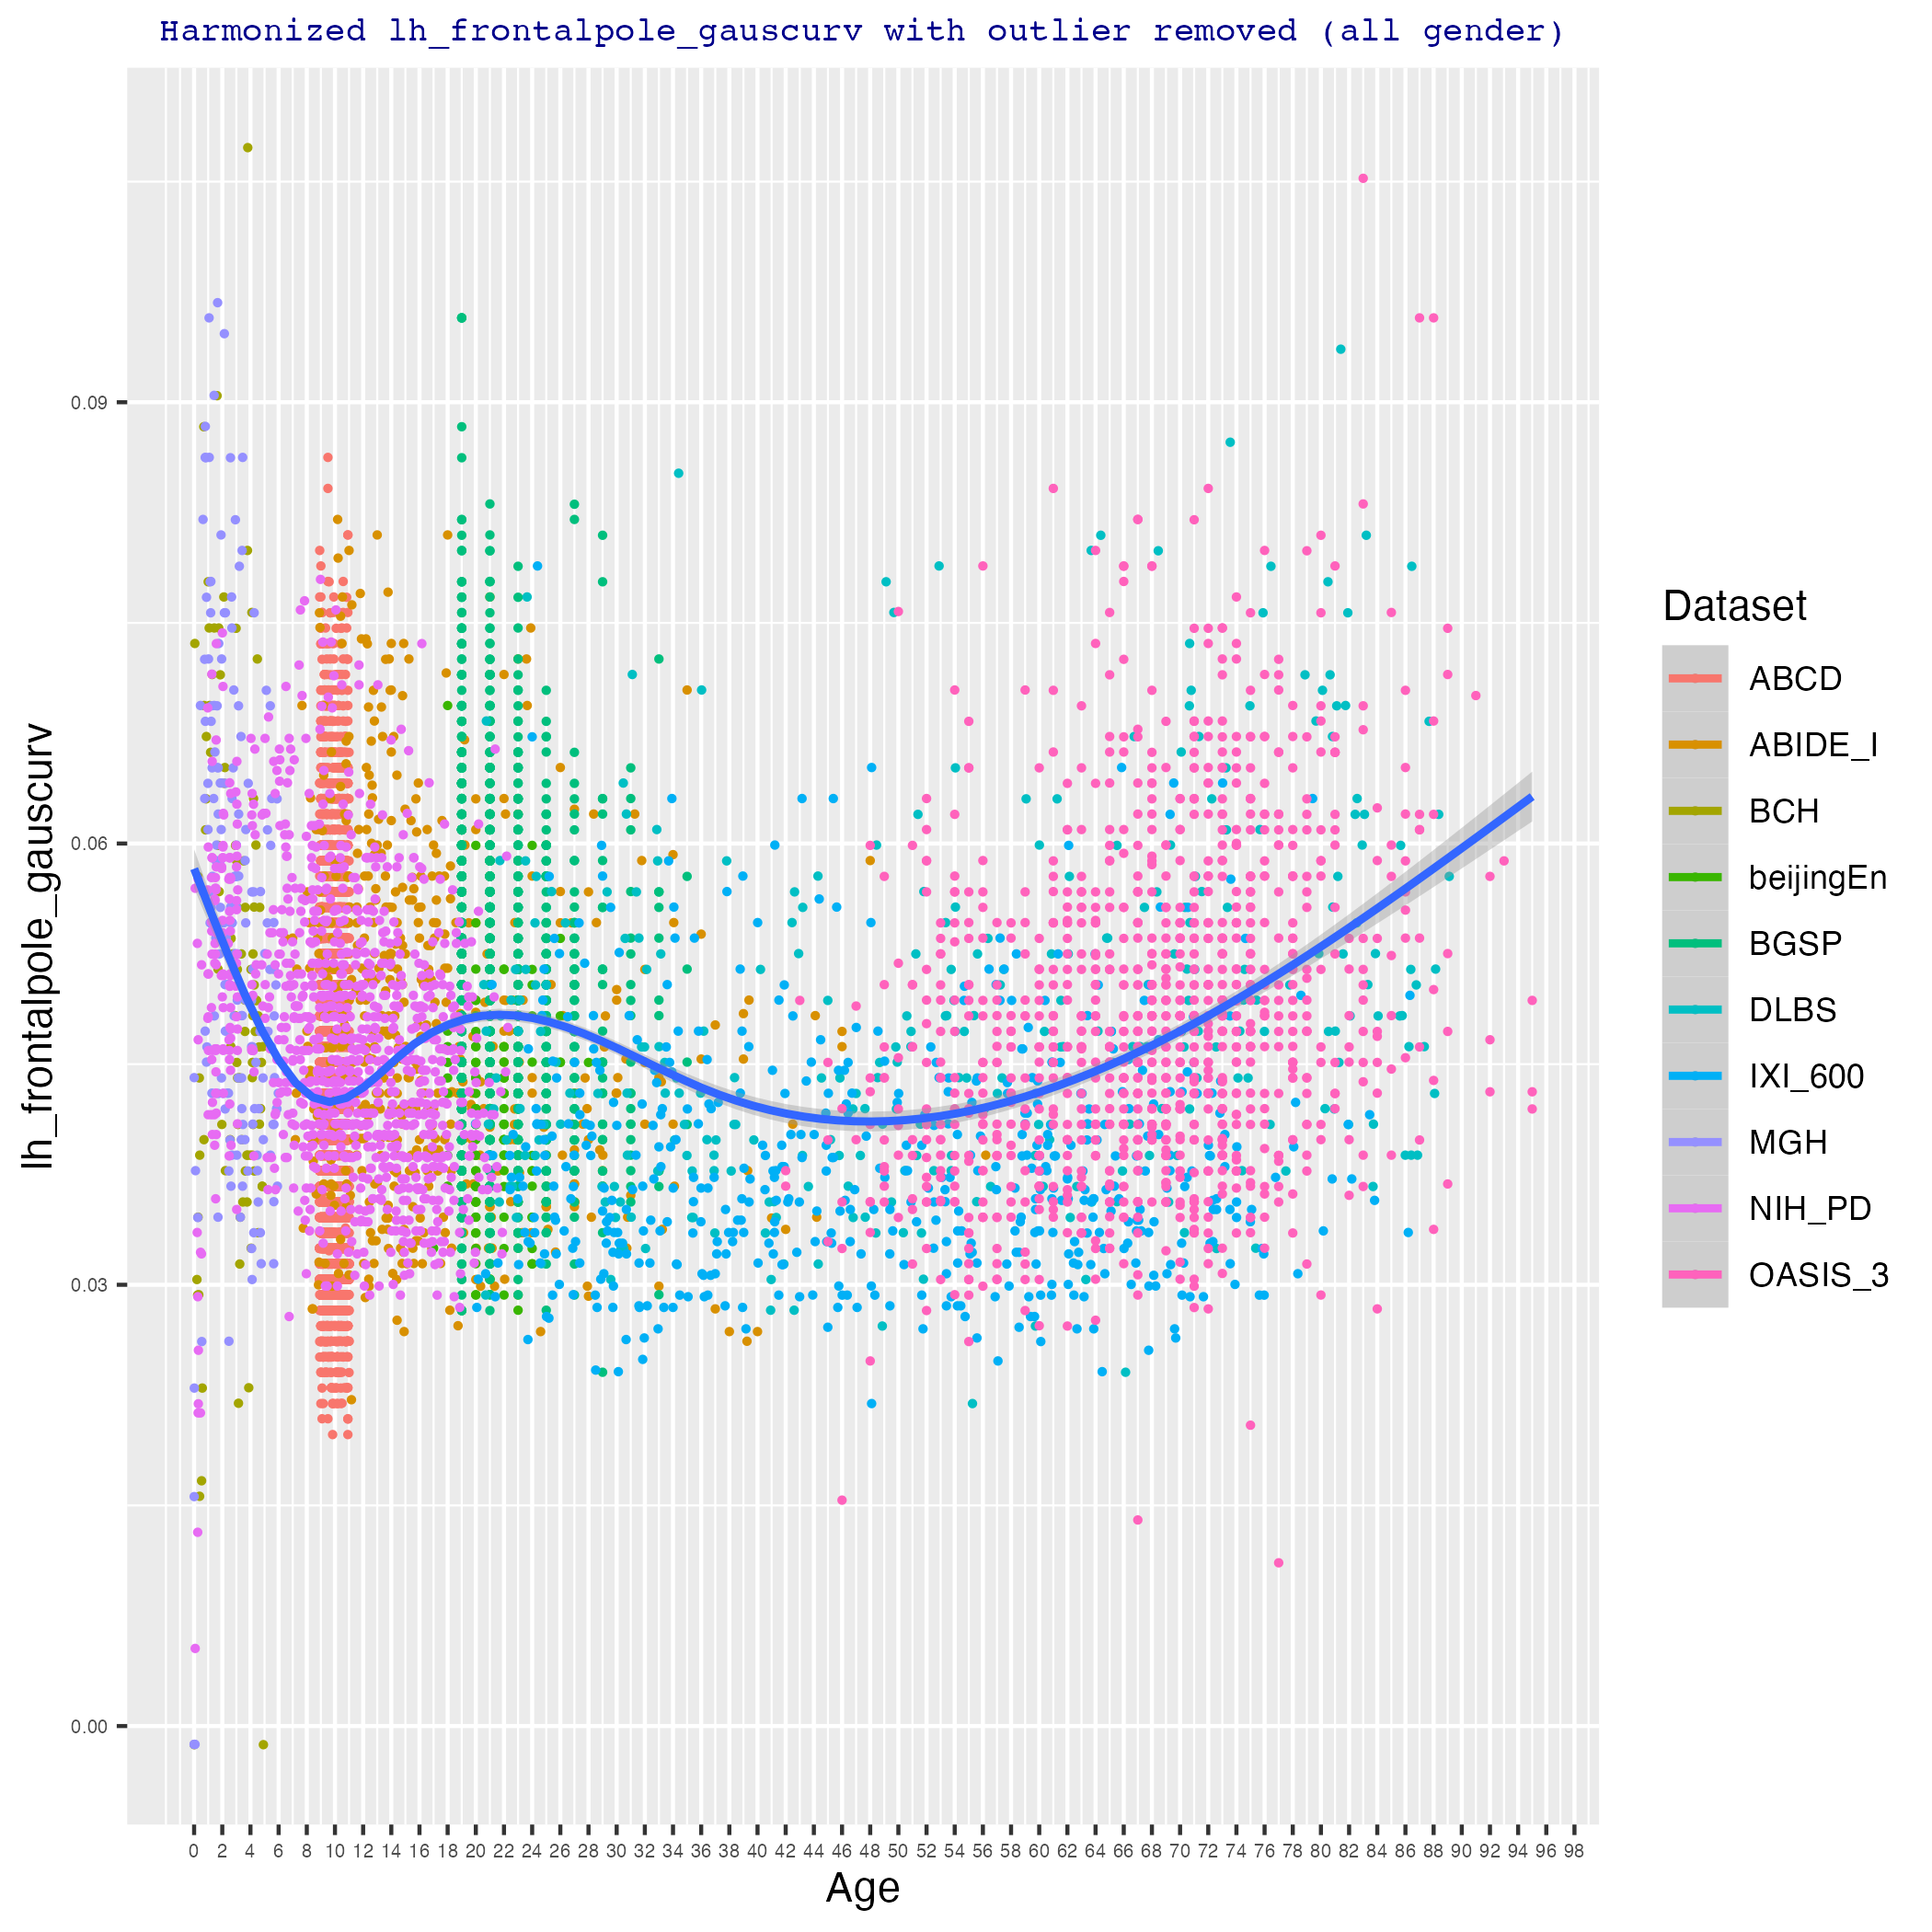 Harmonized lh_frontalpole_gauscurv with outlier removed (all gender)
lh_frontalpole_gauscurv
0.09
0.06
0.03
0.00
0 2 4 6 8 10 12 14 16 18 20 22 24 26 28 30 32 34 36 38 40 42 44 46 48 50 52 54 56 58 60 62 64 66 68 70 72 74 76 78 80 82 84 86 88 90 92 94 96 98
Age
Dataset
ABCD
ABIDE_I
BCH
beijingEn
BGSP
DLBS
IXI_600
MGH
NIH_PD
OASIS_3